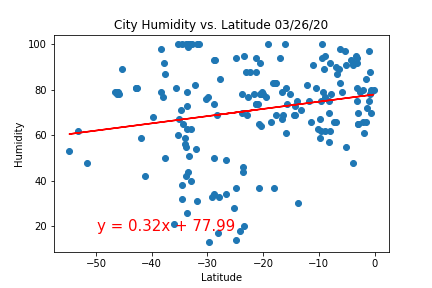 City Humidity vs. Latitude 03/26/20
100
80
60
40
20
Humidity
y = 0.32x + 77.99
−50 −40 −30 −20 −10 0
Latitude